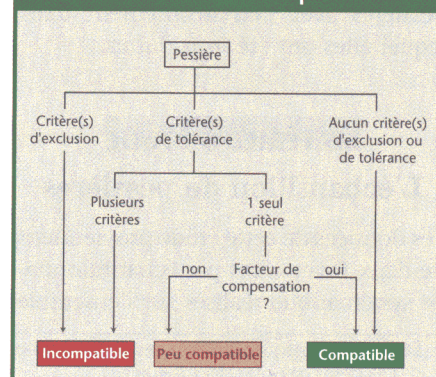 Pessière
Critère(s)
d'exclusion
Critère(s)
de tolérance
Aucun critère(s)
d'exclusion ou
de tolérance
Plusieurs
critères
1 seul
critère
non
Facteur de
compensation
?
oui
Incompatible
Peu compatible
Compatible